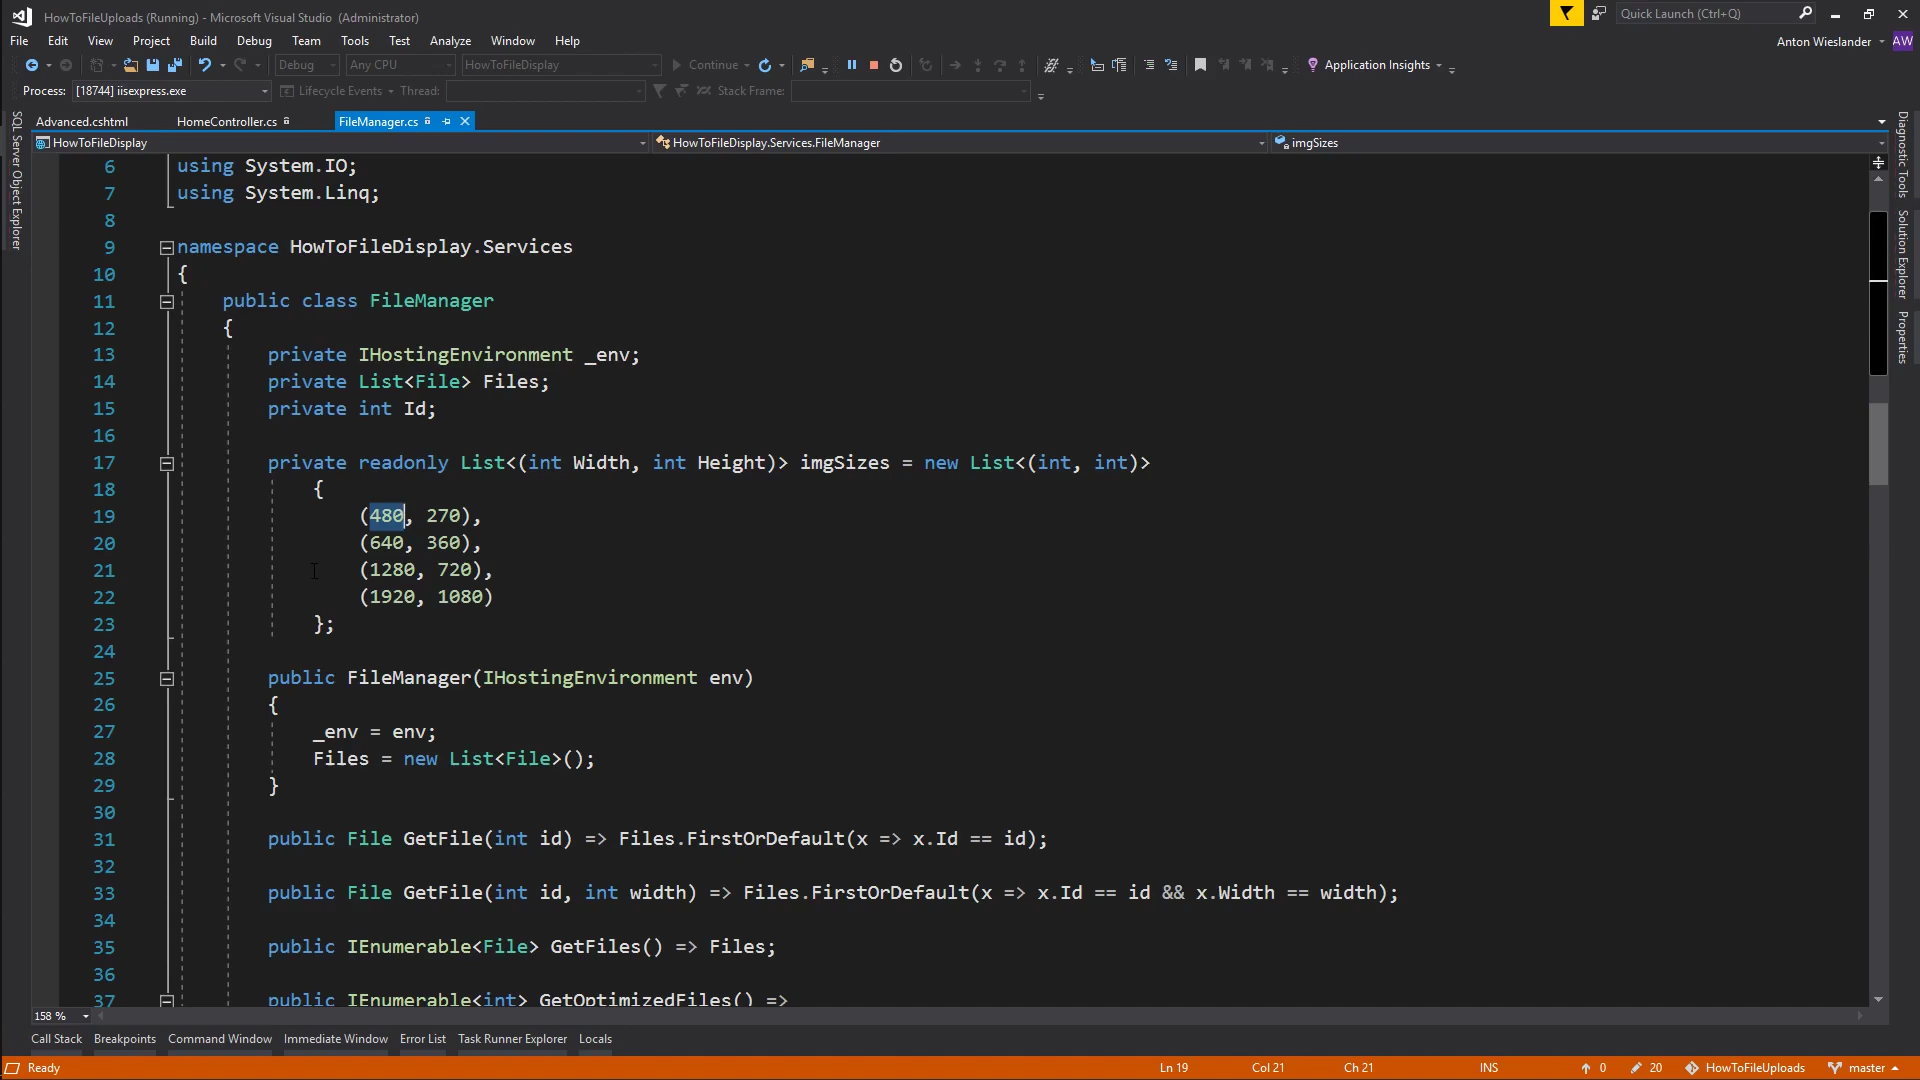 HowToFileUploads (Running) - Microsoft Visual Studio (Administrator)
Quick Launch (Ctrl+Q)
File Edit View Project Build Debug Team Tools Test Analyze Window Help
Anton Wieslander AW
Debug Any CPU HowToFileDisplay Continue Application Insights
Process: [18744] iisexpress.exe Lifecycle Events Thread: Stack Frame:
Advanced.cshtml HomeController.cs FileManager.cs
HowToFileDisplay HowToFileDisplay.Services.FileManager imgSizes
SQL Server Object Explorer
Diagnostic Tools
Solution Explorer
Properties
6 using System.IO;
7 using System.Linq;
8
9 namespace HowToFileDisplay.Services
10 {
11 public class FileManager
12 {
13 private IHostingEnvironment _env;
14 private List<File> Files;
15 private int Id;
16
17 private readonly List<(int Width, int Height)> imgSizes = new List<(int, int)>
18 {
19 (480, 270),
20 (640, 360),
21 (1280, 720),
22 (1920, 1080)
23 };
24
25 public FileManager(IHostingEnvironment env)
26 {
27 _env = env;
28 Files = new List<File>();
29 }
30
31 public File GetFile(int id) => Files.FirstOrDefault(x => x.Id == id);
32
33 public File GetFile(int id, int width) => Files.FirstOrDefault(x => x.Id == id && x.Width == width);
34
35 public IEnumerable<File> GetFiles() => Files;
36
37 public IEnumerable<int> GetOptimizedFiles() =>
158 %
Call Stack Breakpoints Command Window Immediate Window Error List Task Runner Explorer Locals
Ready Ln 19 Col 21 Ch 21 INS 0 20 HowToFileUploads master